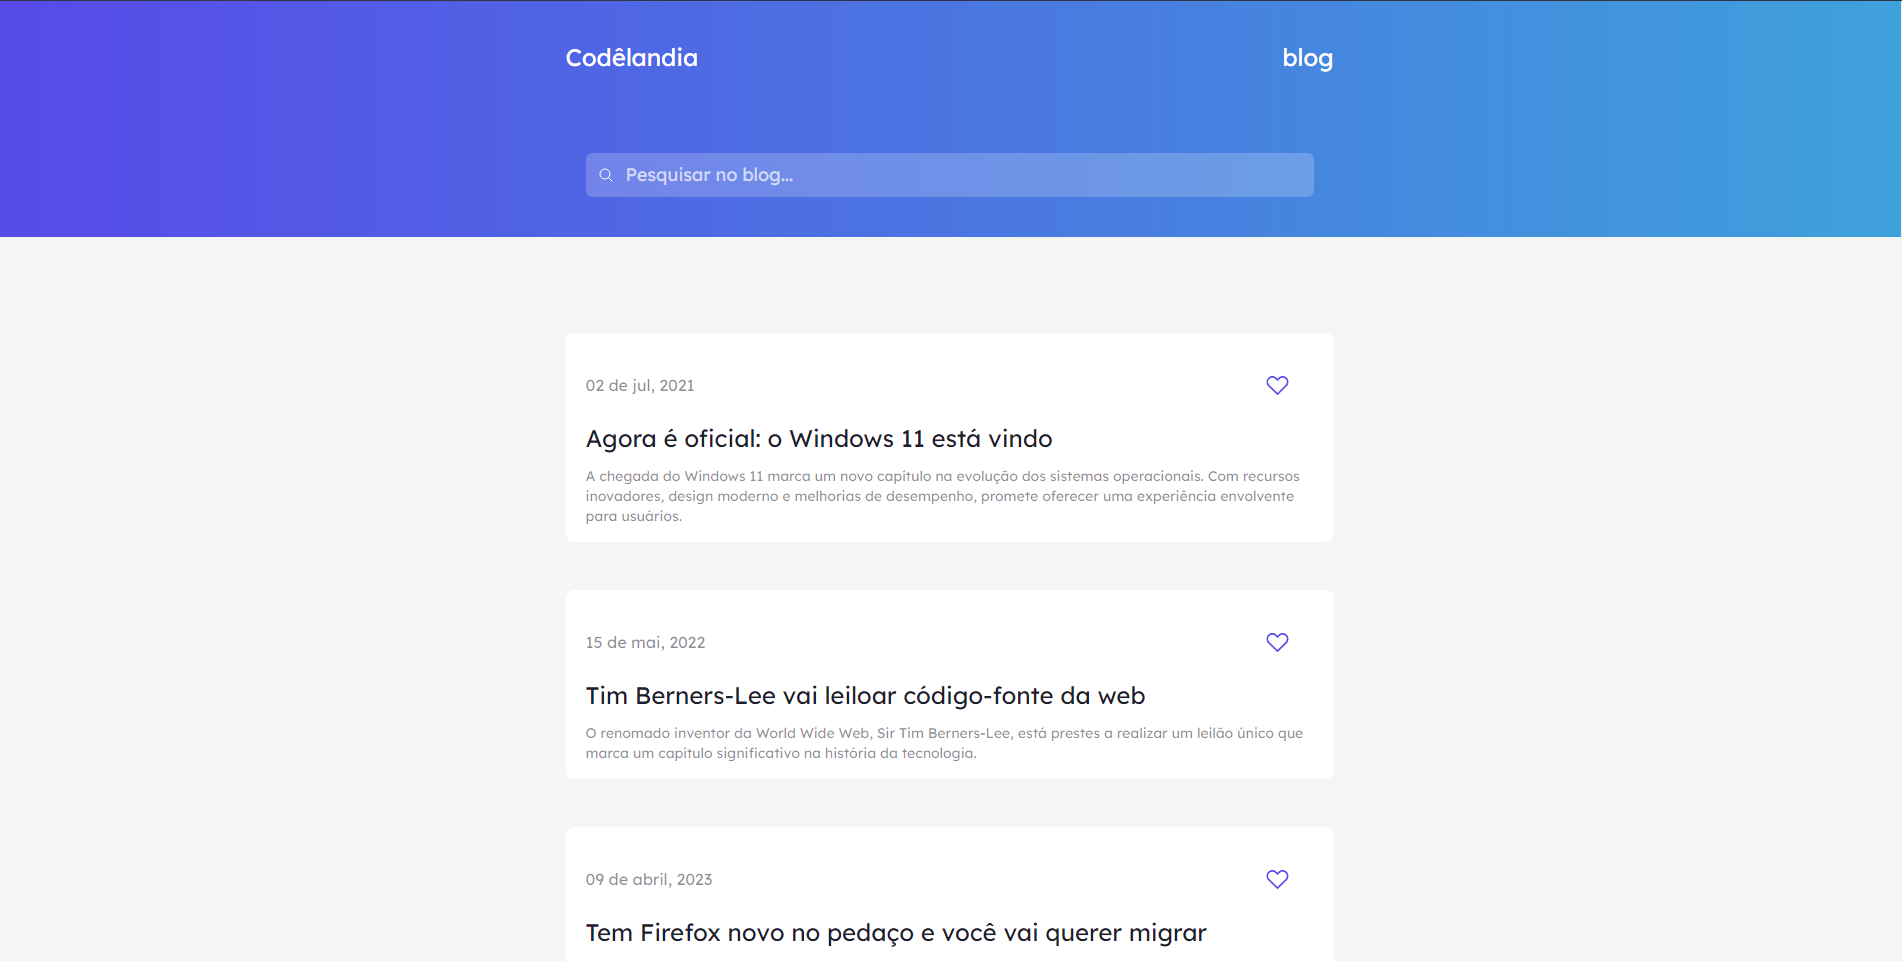 Codêlandia
blog
Pesquisar no blog...
02 de jul, 2021
Agora é oficial: o Windows 11 está vindo
A chegada do Windows 11 marca um novo capítulo na evolução dos sistemas operacionais. Com recursos
inovadores, design moderno e melhorias de desempenho, promete oferecer uma experiência envolvente
para usuários.
15 de mai, 2022
Tim Berners-Lee vai leiloar código-fonte da web
O renomado inventor da World Wide Web, Sir Tim Berners-Lee, está prestes a realizar um leilão único que
marca um capítulo significativo na história da tecnologia.
09 de abril, 2023
Tem Firefox novo no pedaço e você vai querer migrar